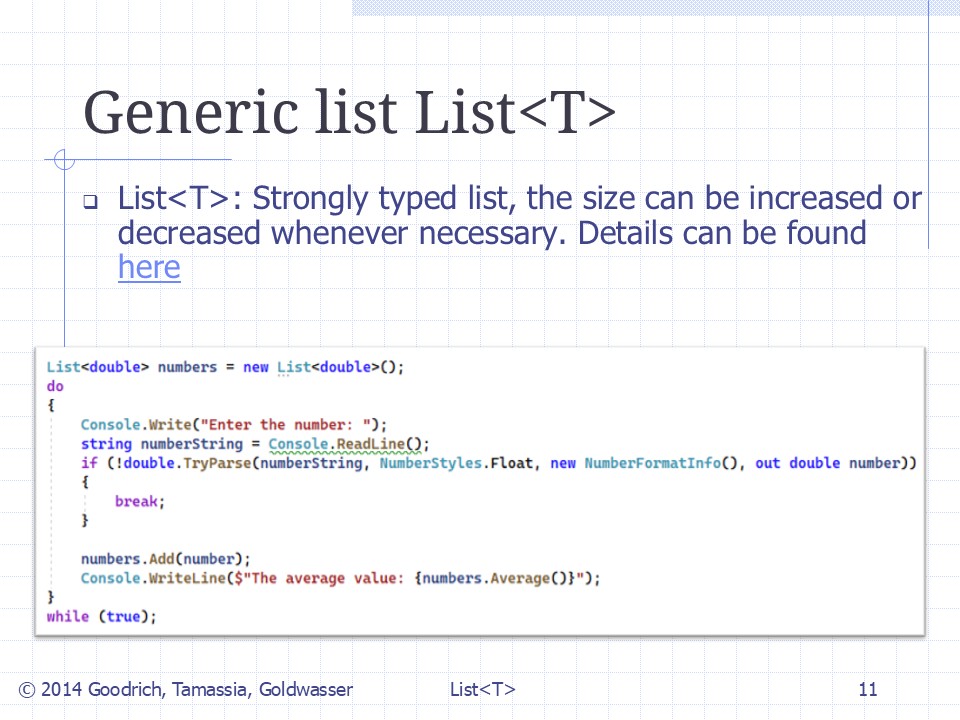 Generic list List<T>
List<T>: Strongly typed list, the size can be increased or
decreased whenever necessary. Details can be found
here
List<double> numbers = new List<double>();
do
{
    Console.Write("Enter the number: ");
    string numberString = Console.ReadLine();
    if (!double.TryParse(numberString, NumberStyles.Float, new NumberFormatInfo(), out double number))
    {
        break;
    }

    numbers.Add(number);
    Console.WriteLine($"The average value: {numbers.Average()}");
}
while (true);
© 2014 Goodrich, Tamassia, Goldwasser
List<T>
11